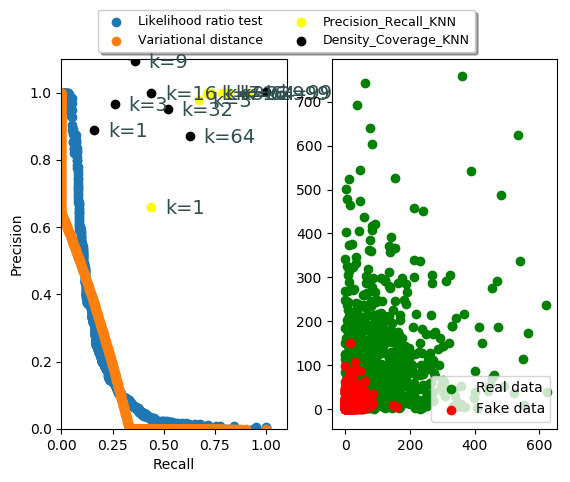 Likelihood ratio test
Variational distance
Precision_Recall_KNN
Density_Coverage_KNN
k=9
k=16
k=3
k=32
k=1
k=64
k=1
Precision
Recall
1.0
0.8
0.6
0.4
0.2
0.0
0.00 0.25 0.50 0.75 1.00
700
600
500
400
300
200
100
0
0 200 400 600
Real data
Fake data